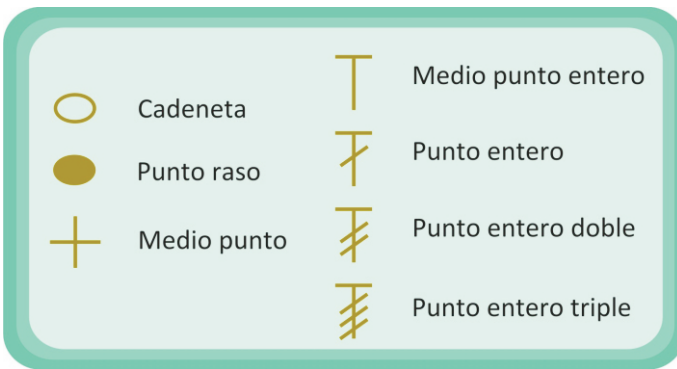 Cadeneta
Punto raso
Medio punto
Medio punto entero
Punto entero
Punto entero doble
Punto entero triple